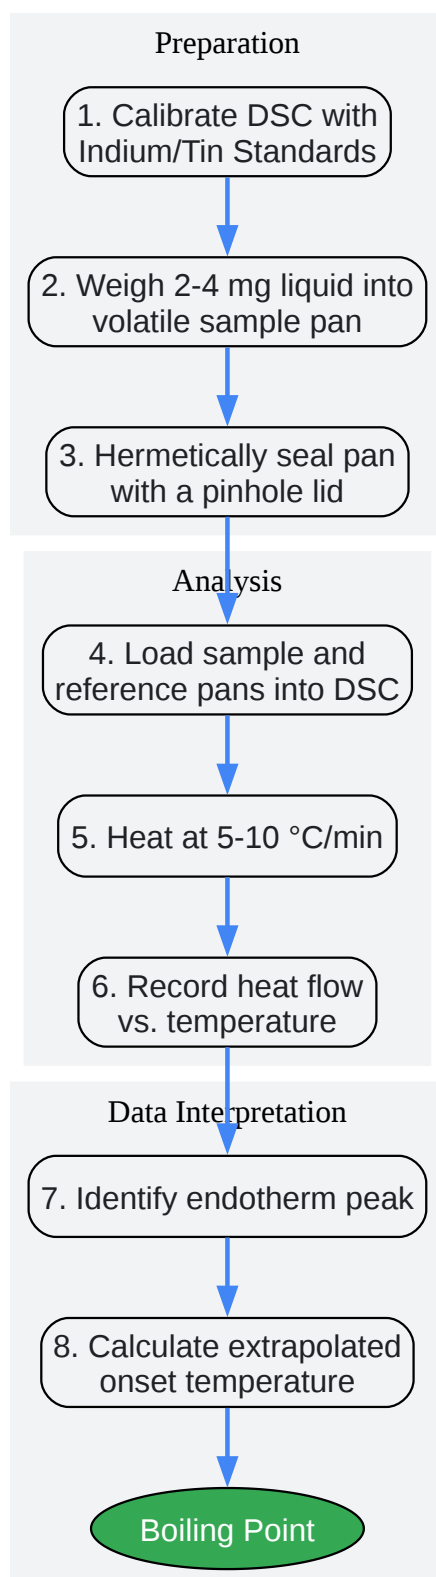 Preparation
1. Calibrate DSC with
Indium/Tin Standards
2. Weigh 2-4 mg liquid into
volatile sample pan
3. Hermetically seal pan
with a pinhole lid
Analysis
4. Load sample and
reference pans into DSC
5. Heat at 5-10 °C/min
6. Record heat flow
vs. temperature
Data Interpretation
7. Identify endotherm peak
8. Calculate extrapolated
onset temperature
Boiling Point